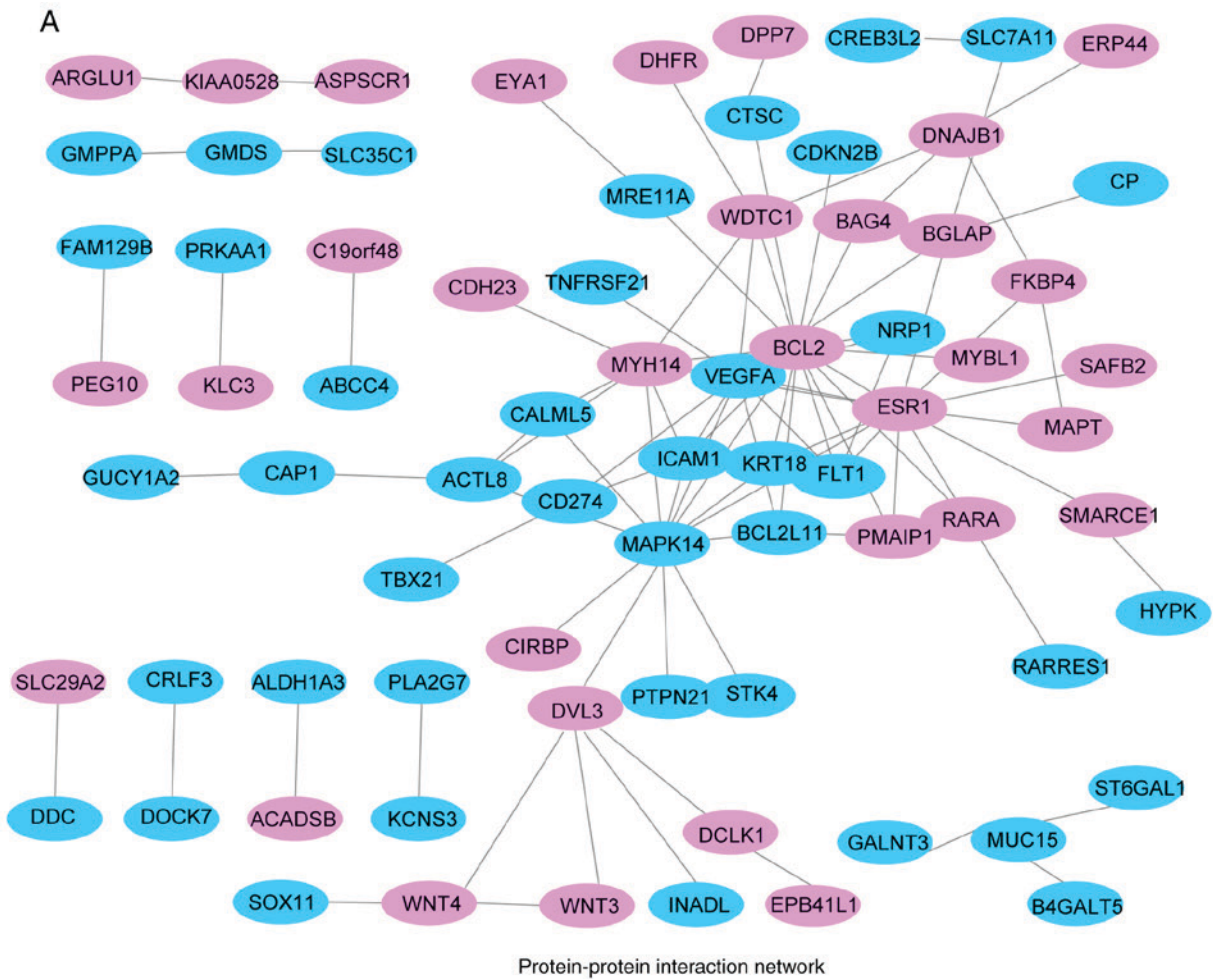 A
DPP7
CREB3L2
SLC7A11
ERP44
DHFR
ARGLU1
KIAA0528
ASPSCR1
EYA1
CTSC
DNAJB1
GMPPA
GMDS
SLC35C1
CDKN2B
CP
MRE11A
WDTC1
BAG4
BGLAP
FAM129B
PRKAA1
C19orf48
TNFRSF21
FKBP4
CDH23
NRP1
BCL2
MYBL1
SAFB2
MYH14
VEGFA
PEG10
KLC3
ABCC4
ESR1
MAPT
CALML5
ICAM1
KRT18
FLT1
GUCY1A2
CAP1
ACTL8
CD274
SMARCE1
RARA
BCL2L11
PMAIP1
MAPK14
TBX21
HYPK
CIRBP
RARRES1
SLC29A2
CRLF3
ALDH1A3
PLA2G7
PTPN21
STK4
DVL3
ST6GAL1
DDC
DOCK7
ACADSB
KCNS3
DCLK1
GALNT3
MUC15
SOX11
WNT4
WNT3
INADL
EPB41L1
B4GALT5
Protein-protein interaction network